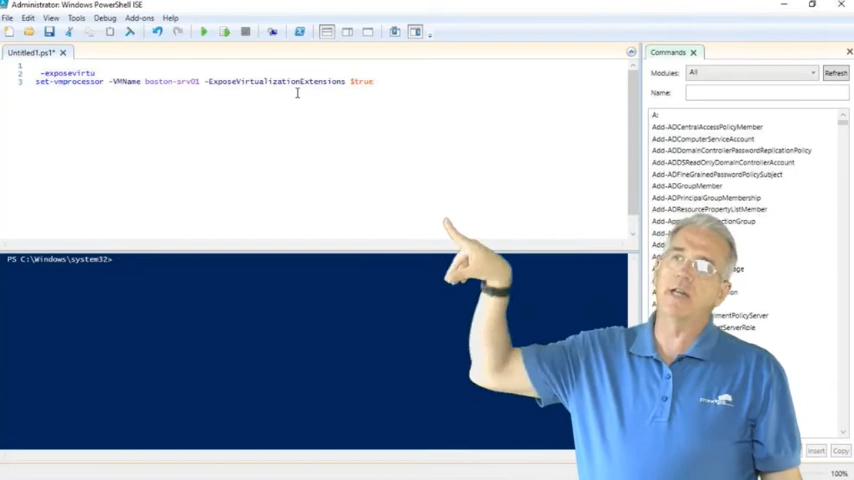 Administrator: Windows PowerShell ISE
File Edit View Tools Debug Add-ons Help
Untitled1.ps1*
1
2 -exposevirtu
3 set-vmprocessor -VMName boston-srv01 -ExposeVirtualizationExtensions $true
PS C:\Windows\system32>
Commands
Modules: All Refresh
Name:
A:
Add-ADCentralAccessPolicyMember
Add-ADComputerServiceAccount
Add-ADDomainControllerPasswordReplicationPolicy
Add-ADDSReadOnlyDomainControllerAccount
Add-ADFineGrainedPasswordPolicySubject
Add-ADGroupMember
Add-ADPrincipalGroupMembership
Add-ADResourcePropertyListMember
Insert Copy
100%